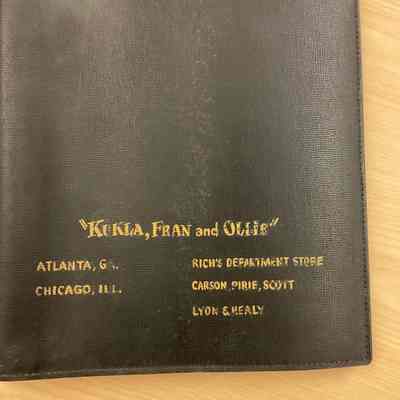 "KUKLA, FRAN and OLLIE"
ATLANTA, GA. RICH'S DEPARTMENT STORE
CHICAGO, ILL. CARSON, PIRIE, SCOTT
LYON & HEALY